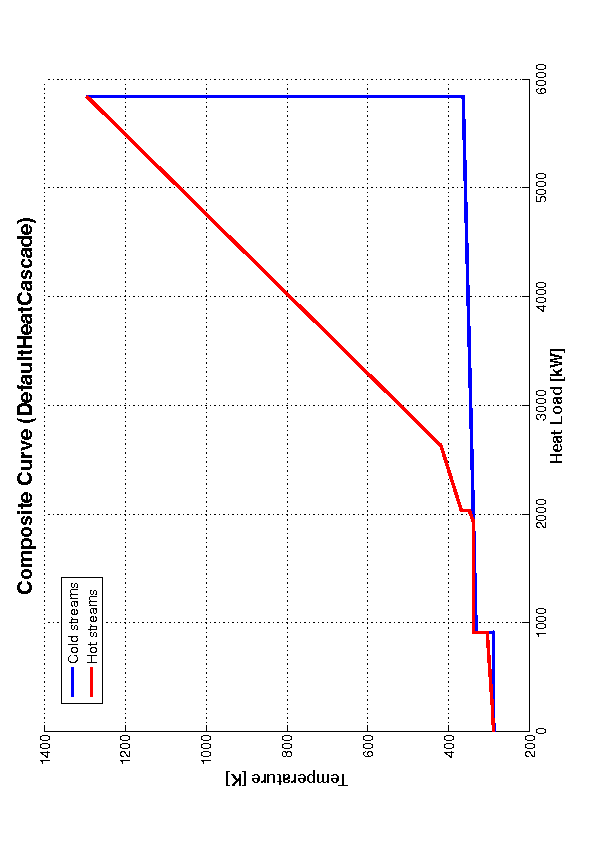 Composite Curve (DefaultHeatCascade)
Cold streams
Hot streams
1400
1200
1000
800
600
400
200
Temperature [K]
0
1000
2000
3000
4000
5000
6000
Heat Load [kW]